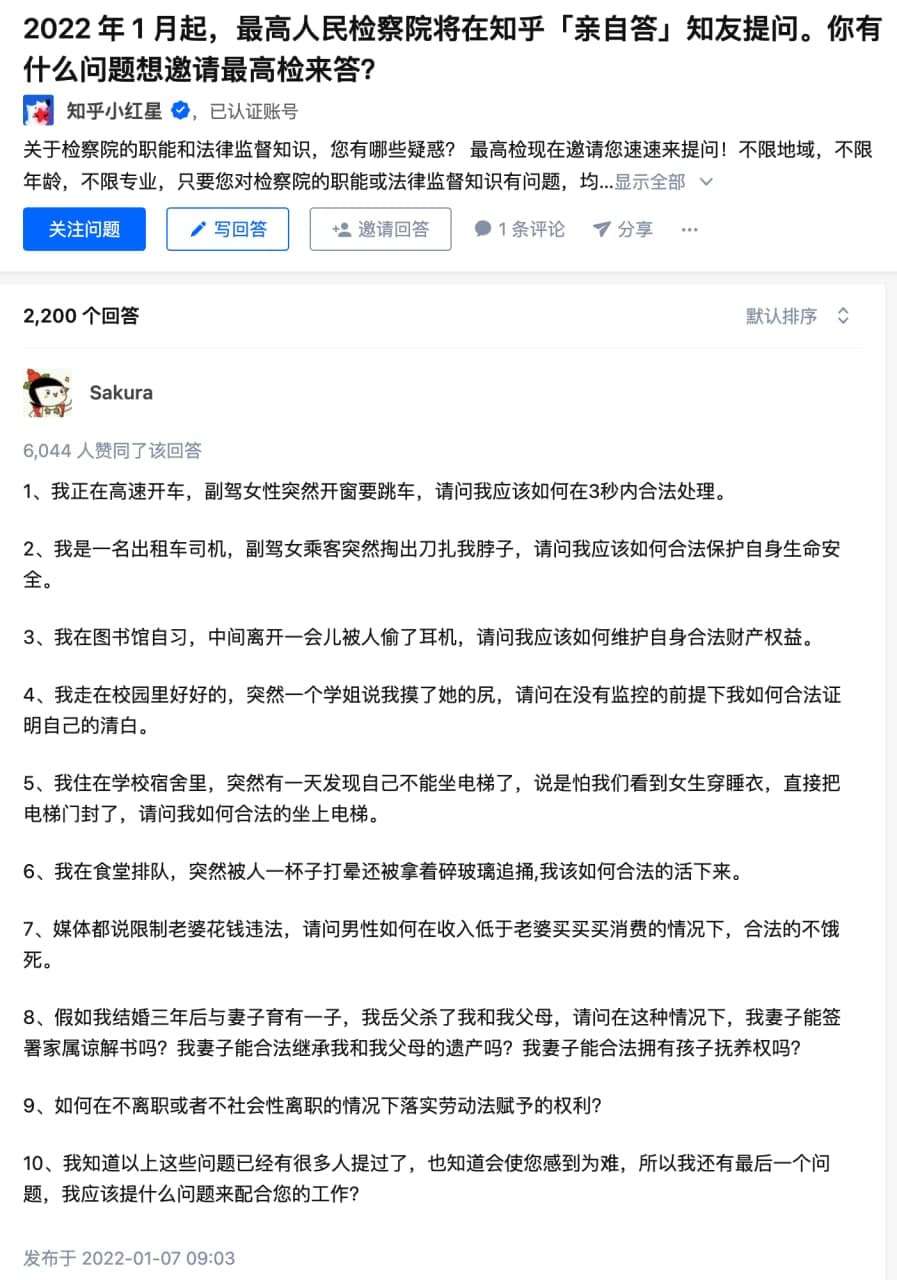 2022 年 1 月起，最高人民检察院将在知乎「亲自答」知友提问。你有
什么问题想邀请最高检来答?
知乎小红星 ，已认证账号
关于检察院的职能和法律监督知识，您有哪些疑惑？ 最高检现在邀请您速速来提问！不限地域，不限
年龄，不限专业，只要您对检察院的职能或法律监督知识有问题，均...显示全部
关注问题 写回答 邀请回答 1 条评论 分享 ...
2,200 个回答 默认排序
Sakura
6,044 人赞同了该回答
1、我正在高速开车，副驾女性突然开窗要跳车，请问我应该如何在3秒内合法处理。
2、我是一名出租车司机，副驾女乘客突然掏出刀扎我脖子，请问我应该如何合法保护自身生命安
全。
3、我在图书馆自习，中间离开一会儿被人偷了耳机，请问我应该如何维护自身合法财产权益。
4、我走在校园里好好的，突然一个学姐说我摸了她的尻，请问在没有监控的前提下我如何合法证
明自己的清白。
5、我住在学校宿舍里，突然有一天发现自己不能坐电梯了，说是怕我们看到女生穿睡衣，直接把
电梯门封了，请问我如何合法的坐上电梯。
6、我在食堂排队，突然被人一杯子打晕还被拿着碎玻璃追捅,我该如何合法的活下来。
7、媒体都说限制老婆花钱违法，请问男性如何在收入低于老婆买买买消费的情况下，合法的不饿
死。
8、假如我结婚三年后与妻子育有一子，我岳父杀了我和我父母，请问在这种情况下，我妻子能签
署家属谅解书吗？我妻子能合法继承我和我父母的遗产吗？我妻子能合法拥有孩子抚养权吗？
9、如何在不离职或者不社会性离职的情况下落实劳动法赋予的权利？
10、我知道以上这些问题已经有很多人提过了，也知道会使您感到为难，所以我还有最后一个问
题，我应该提什么问题来配合您的工作？
发布于 2022-01-07 09:03